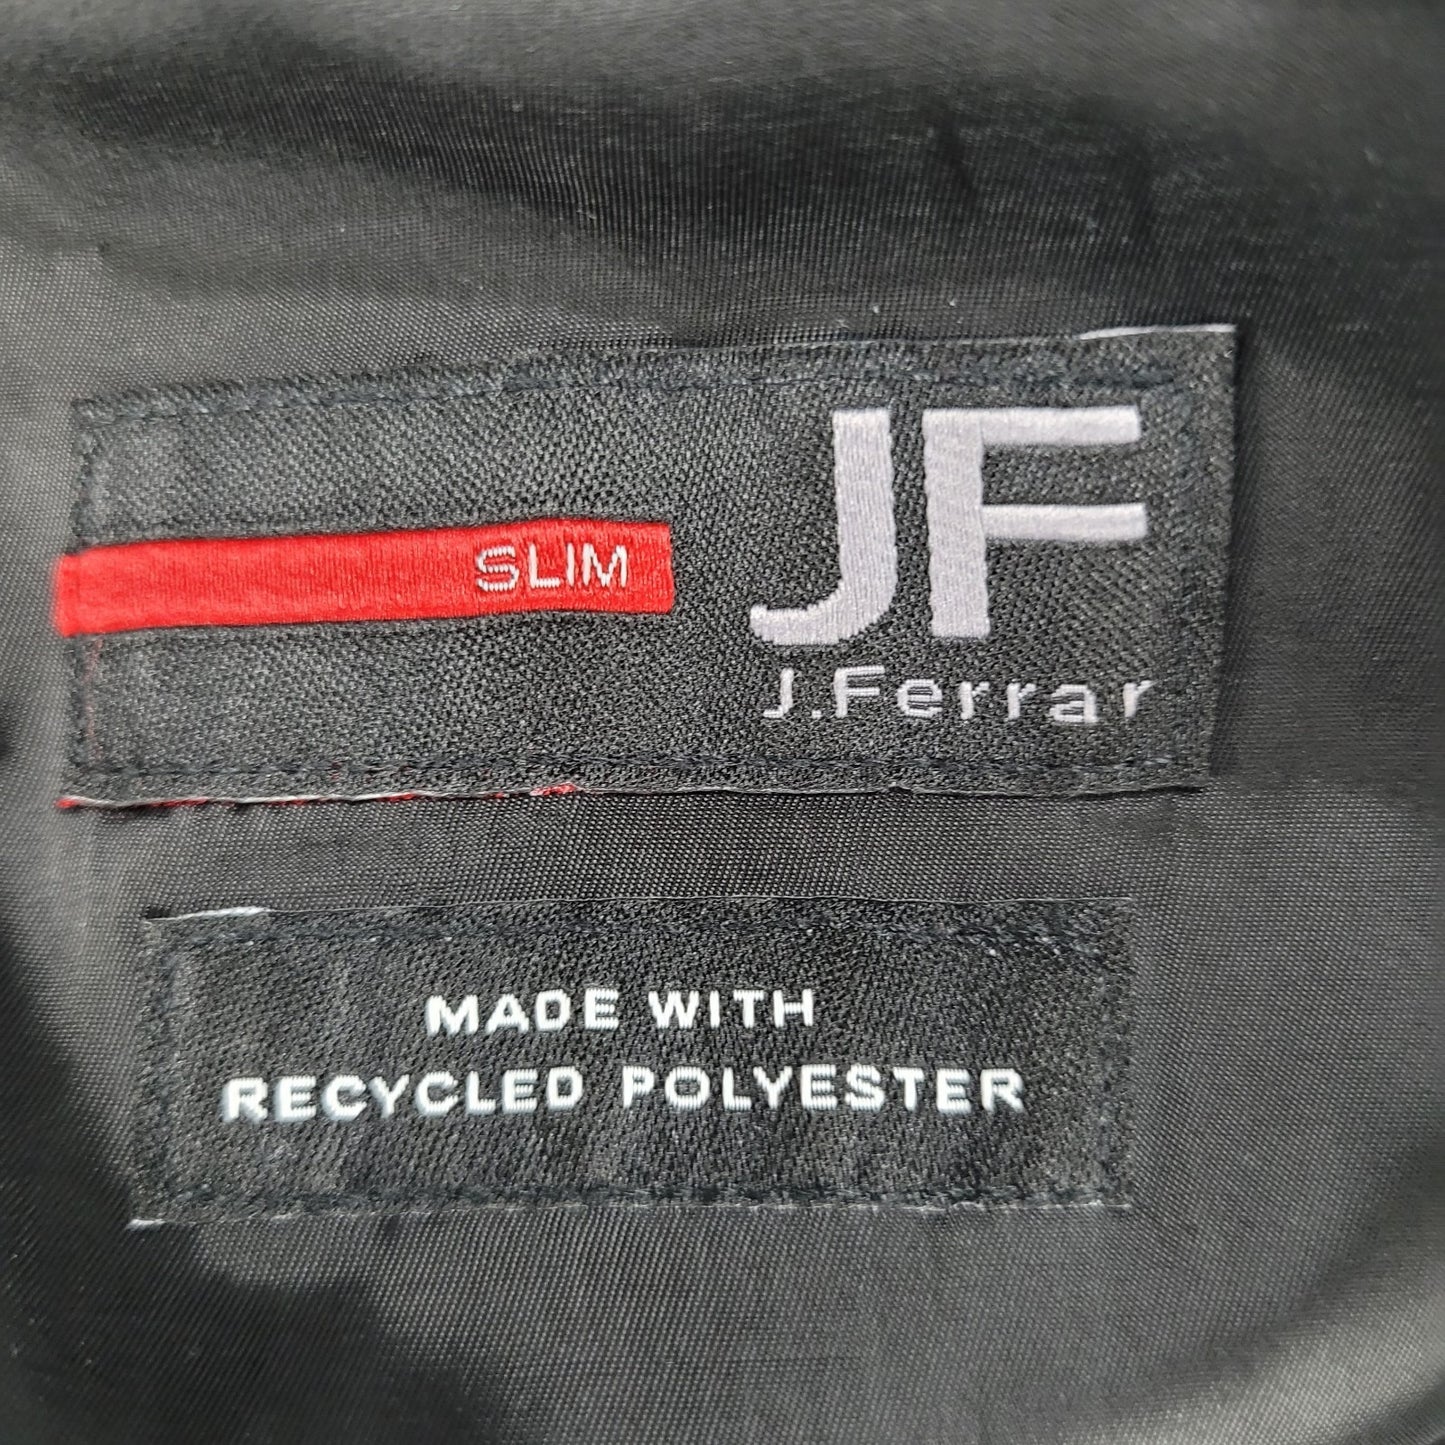 JF
SLIM
J.Ferrar
MADE WITH
RECYCLED POLYESTER